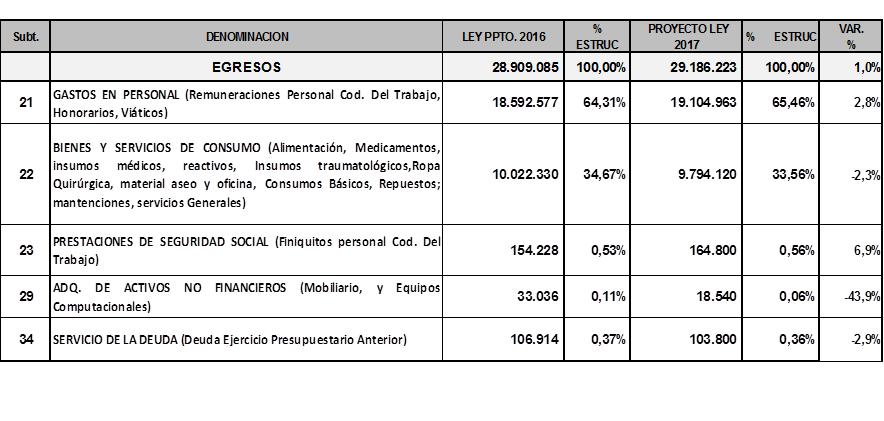 Subt. DENOMINACION LEY PPTO. 2016 % ESTRUC PROYECTO LEY 2017 % ESTRUC VAR. %
EGRESOS 28.909.085 100,00% 29.186.223 100,00% 1,0%
21 GASTOS EN PERSONAL (Remuneraciones Personal Cod. Del Trabajo, 18.592.577 64,31% 19.104.963 65,46% 2,8%
Honorarios, Viáticos)
BIENES Y SERVICIOS DE CONSUMO (Alimentación, Medicamentos,
insumos médicos, reactivos, Insumos traumatológicos,Ropa
22 Quirúrgica, material aseo y oficina, Consumos Básicos, Repuestos; 10.022.330 34,67% 9.794.120 33,56% -2,3%
mantenciones, servicios Generales)
23 PRESTACIONES DE SEGURIDAD SOCIAL (Finiquitos personal Cod. Del 154.228 0,53% 164.800 0,56% 6,9%
Trabajo)
29 ADQ. DE ACTIVOS NO FINANCIEROS (Mobiliario, y Equipos 33.036 0,11% 18.540 0,06% -43,9%
Computacionales)
34 SERVICIO DE LA DEUDA (Deuda Ejercicio Presupuestario Anterior) 106.914 0,37% 103.800 0,36% -2,9%